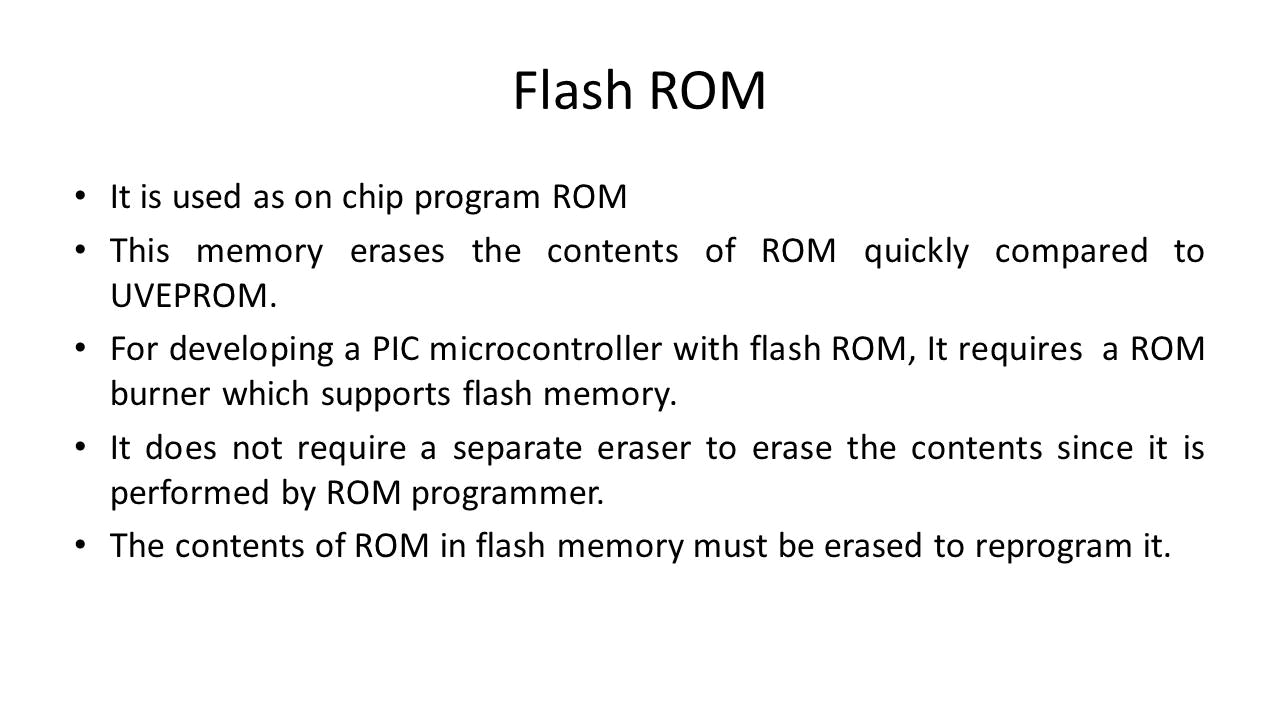 Flash ROM
• It is used as on chip program ROM
• This memory erases the contents of ROM quickly compared to
UVEPROM.
• For developing a PIC microcontroller with flash ROM, It requires a ROM
burner which supports flash memory.
• It does not require a separate eraser to erase the contents since it is
performed by ROM programmer.
• The contents of ROM in flash memory must be erased to reprogram it.